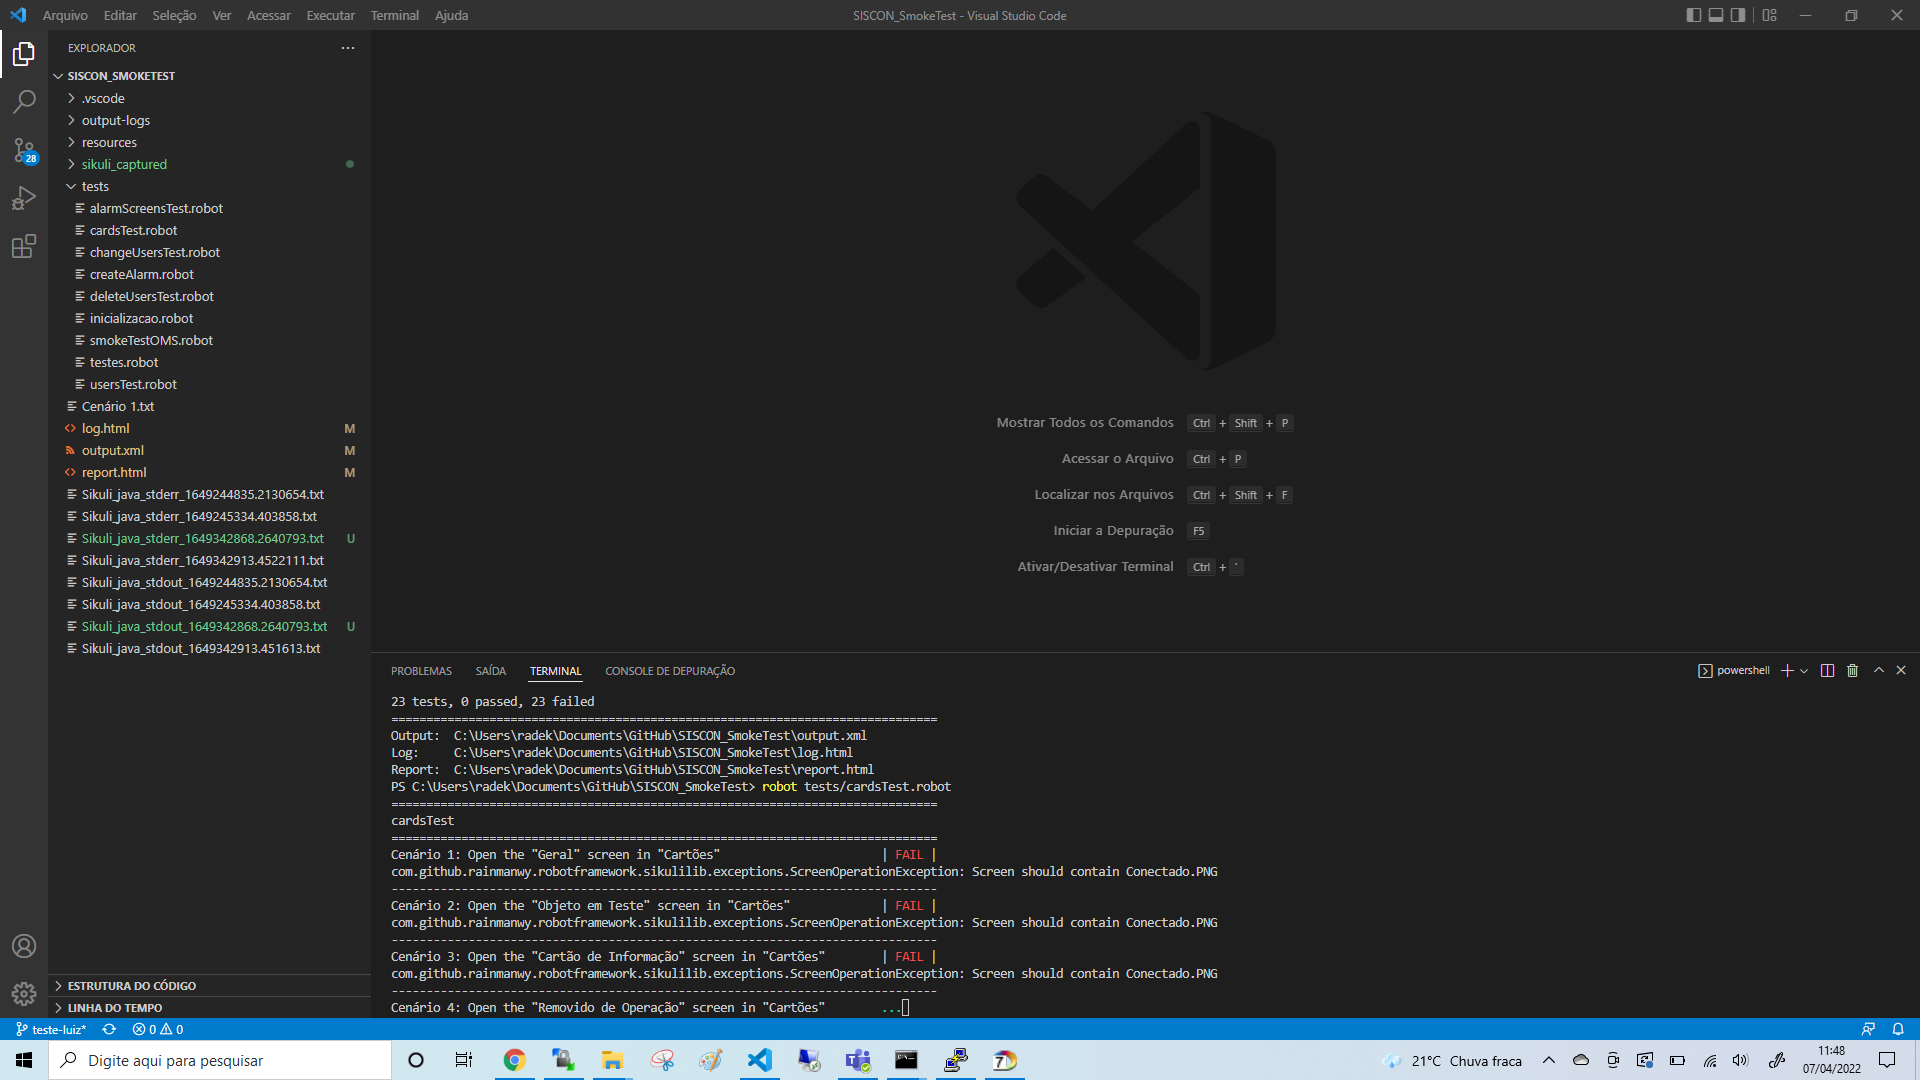 Arquivo Editar Seleção Ver Acessar Executar Terminal Ajuda
SISCON_SmokeTest - Visual Studio Code
EXPLORADOR
SISCON_SMOKETEST
.vscode
output-logs
resources
sikuli_captured
tests
alarmScreensTest.robot
cardsTest.robot
changeUsersTest.robot
createAlarm.robot
deleteUsersTest.robot
inicializacao.robot
smokeTestOMS.robot
testes.robot
usersTest.robot
Cenário 1.txt
log.html M
output.xml M
report.html M
Sikuli_java_stderr_1649244835.2130654.txt
Sikuli_java_stderr_1649245334.403858.txt
Sikuli_java_stderr_1649342868.2640793.txt U
Sikuli_java_stderr_1649342913.4522111.txt
Sikuli_java_stdout_1649244835.2130654.txt
Sikuli_java_stdout_1649245334.403858.txt
Sikuli_java_stdout_1649342868.2640793.txt U
Sikuli_java_stdout_1649342913.451613.txt
ESTRUTURA DO CÓDIGO
LINHA DO TEMPO
28
Mostrar Todos os Comandos Ctrl + Shift + P
Acessar o Arquivo Ctrl + P
Localizar nos Arquivos Ctrl + Shift + F
Iniciar a Depuração F5
Ativar/Desativar Terminal Ctrl + '
PROBLEMAS SAÍDA TERMINAL CONSOLE DE DEPURAÇÃO
powershell
23 tests, 0 passed, 23 failed
==============================================================================
Output:  C:\Users\radek\Documents\GitHub\SISCON_SmokeTest\output.xml
Log:     C:\Users\radek\Documents\GitHub\SISCON_SmokeTest\log.html
Report:  C:\Users\radek\Documents\GitHub\SISCON_SmokeTest\report.html
PS C:\Users\radek\Documents\GitHub\SISCON_SmokeTest> robot tests/cardsTest.robot
==============================================================================
cardsTest
==============================================================================
Cenário 1: Open the "Geral" screen in "Cartões" | FAIL |
com.github.rainmanwy.robotframework.sikulilib.exceptions.ScreenOperationException: Screen should contain Conectado.PNG
------------------------------------------------------------------------------
Cenário 2: Open the "Objeto em Teste" screen in "Cartões" | FAIL |
com.github.rainmanwy.robotframework.sikulilib.exceptions.ScreenOperationException: Screen should contain Conectado.PNG
------------------------------------------------------------------------------
Cenário 3: Open the "Cartão de Informação" screen in "Cartões" | FAIL |
com.github.rainmanwy.robotframework.sikulilib.exceptions.ScreenOperationException: Screen should contain Conectado.PNG
------------------------------------------------------------------------------
Cenário 4: Open the "Removido de Operação" screen in "Cartões" ...
teste-luiz* 0 0
Digite aqui para pesquisar
7
21°C Chuva fraca
11:48
07/04/2022